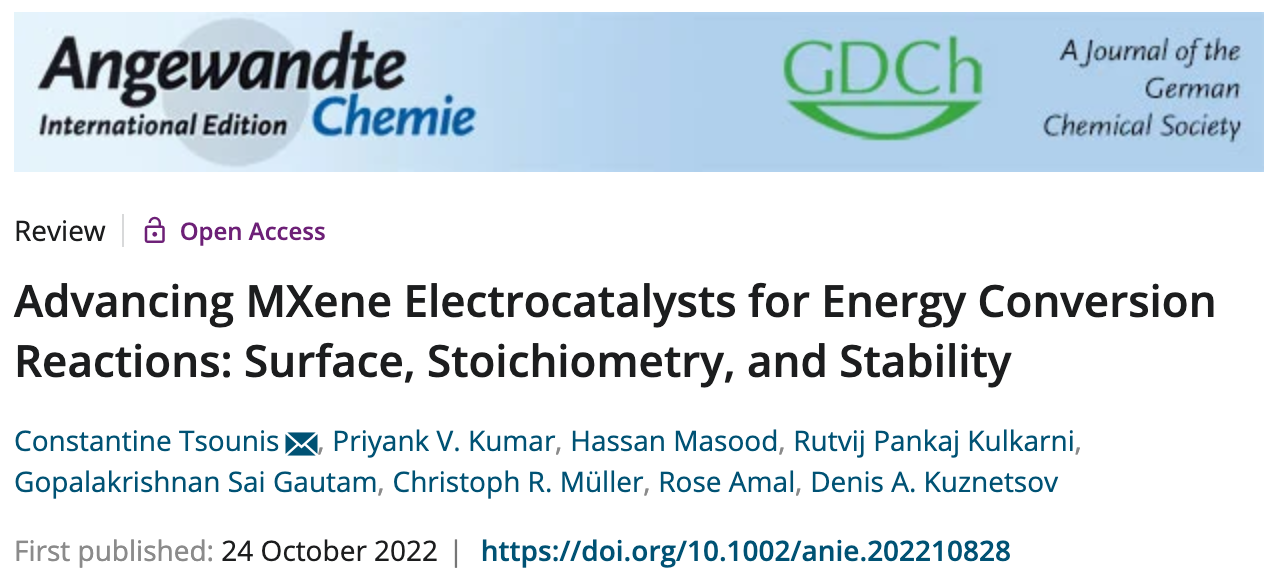 Angewandte
International Edition Chemie
GDCh
A Journal of the
German
Chemical Society
Review
Open Access
Advancing MXene Electrocatalysts for Energy Conversion
Reactions: Surface, Stoichiometry, and Stability
Constantine Tsounis, Priyank V. Kumar, Hassan Masood, Rutvij Pankaj Kulkarni,
Gopalakrishnan Sai Gautam, Christoph R. Müller, Rose Amal, Denis A. Kuznetsov
First published: 24 October 2022 | https://doi.org/10.1002/anie.202210828